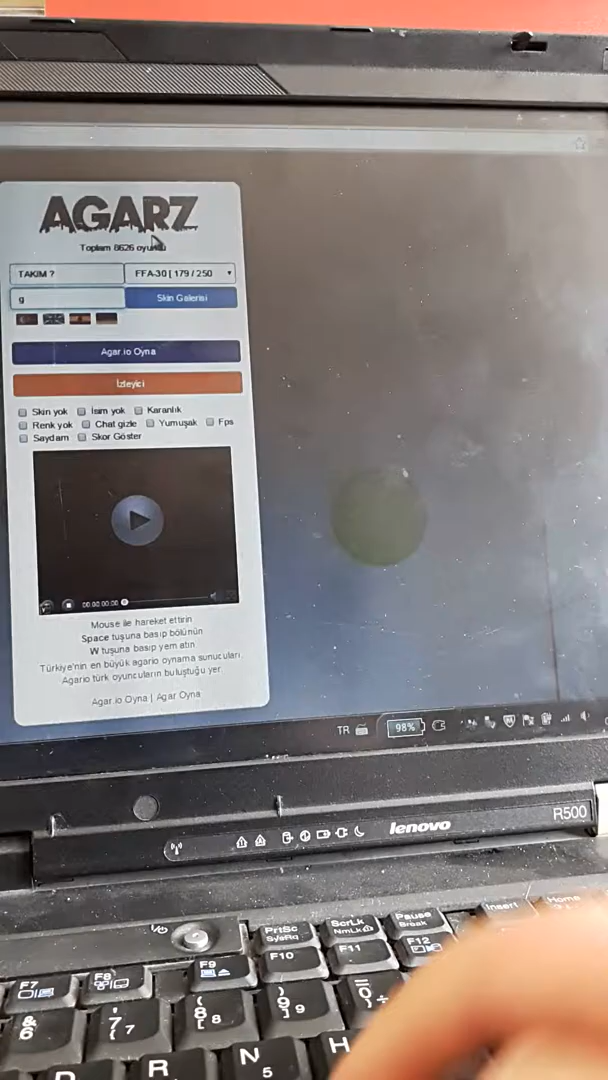 AGARZ
Toplam 8626 oyuncu
TAKIM ? FFA-30 [ 179 / 250
g Skin Galerisi
Agar.io Oyna
İzleyici
Skin yok İsim yok Karanlık
Renk yok Chat gizle Yumuşak Fps
Saydam Skor Göster
00:00 00:00
Mouse ile hareket ettirin
Space tuşuna basıp bölünün
W tuşuna basıp yem atın
Türkiye'nin en büyük agario oynama sunucuları.
Agario türk oyuncuların buluştuğu yer.
Agar.io Oyna | Agar Oyna
TR 98%
lenovo R500
PrtSc SysRq ScrLk NmLk Pause Break Insert Home
F7 F8 F9 F10 F11 F12
& 6 ' 7 7 ( 8 8 ) 9 9 = 0 ÷
R N 5 H